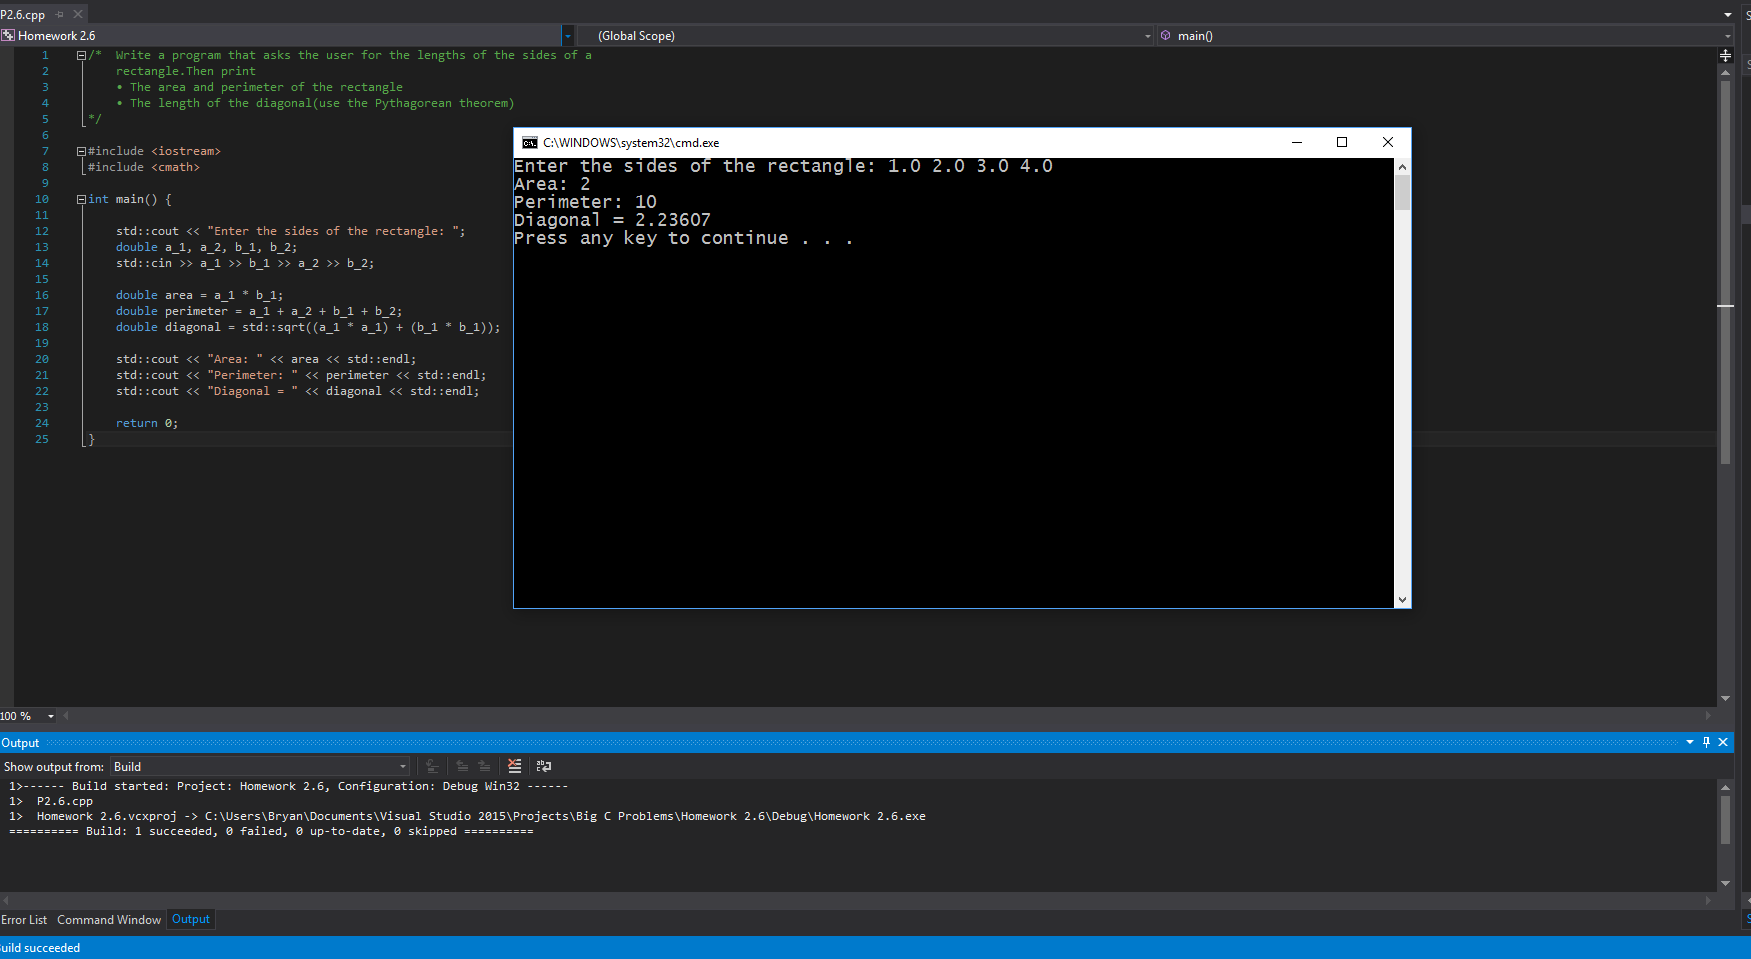 P2.6.cpp
Homework 2.6 (Global Scope) main()
1 /* Write a program that asks the user for the lengths of the sides of a
2 rectangle.Then print
3 • The area and perimeter of the rectangle
4 • The length of the diagonal(use the Pythagorean theorem)
5 */
6
7 #include <iostream>
8 #include <cmath>
9
10 int main() {
11
12 std::cout << "Enter the sides of the rectangle: ";
13 double a_1, a_2, b_1, b_2;
14 std::cin >> a_1 >> b_1 >> a_2 >> b_2;
15
16 double area = a_1 * b_1;
17 double perimeter = a_1 + a_2 + b_1 + b_2;
18 double diagonal = std::sqrt((a_1 * a_1) + (b_1 * b_1));
19
20 std::cout << "Area: " << area << std::endl;
21 std::cout << "Perimeter: " << perimeter << std::endl;
22 std::cout << "Diagonal = " << diagonal << std::endl;
23
24 return 0;
25 }
C:\WINDOWS\system32\cmd.exe
Enter the sides of the rectangle: 1.0 2.0 3.0 4.0
Area: 2
Perimeter: 10
Diagonal = 2.23607
Press any key to continue . . .
100 %
Output
Show output from: Build
1>------ Build started: Project: Homework 2.6, Configuration: Debug Win32 ------
1> P2.6.cpp
1> Homework 2.6.vcxproj -> C:\Users\Bryan\Documents\Visual Studio 2015\Projects\Big C Problems\Homework 2.6\Debug\Homework 2.6.exe
========== Build: 1 succeeded, 0 failed, 0 up-to-date, 0 skipped ==========
Error List Command Window Output
uild succeeded